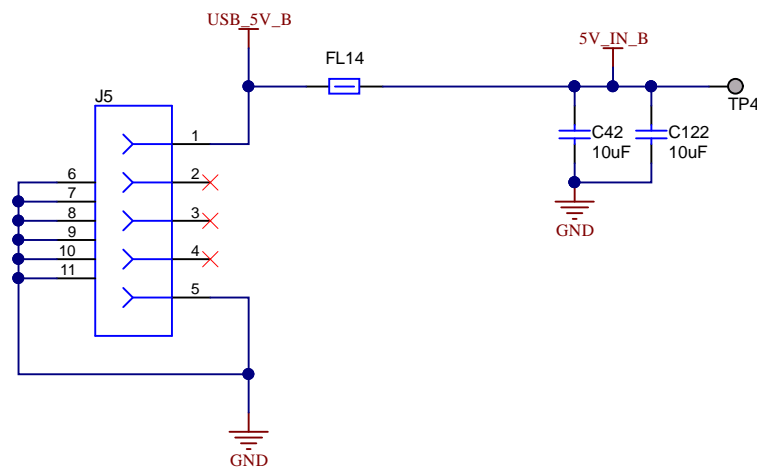 USB_5V_B
5V_IN_B
FL14
J5
TP4
1
C42
C122
10uF
10uF
6
2
7
8
3
9
10
4
11
5
GND
GND